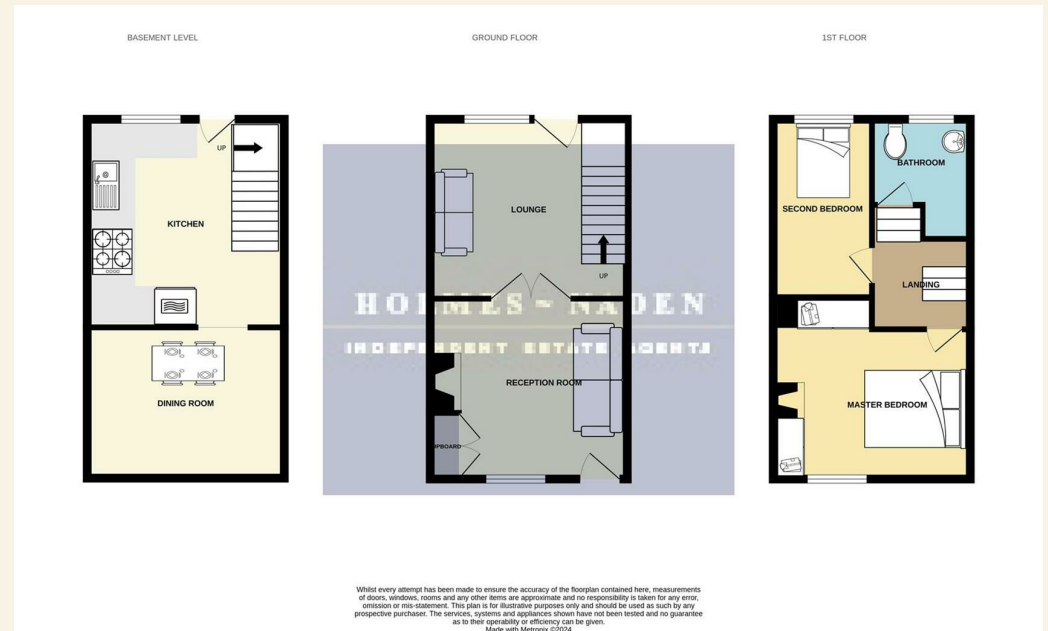 BASEMENT LEVEL
GROUND FLOOR
1ST FLOOR
UP
KITCHEN
DINING ROOM
LOUNGE
UP
HOLMES - NADEN
INDEPENDENT ESTATE AGENTS
RECEPTION ROOM
UPBOARD
BATHROOM
SECOND BEDROOM
LANDING
MASTER BEDROOM
Whilst every attempt has been made to ensure the accuracy of the floorplan contained here, measurements
of doors, windows, rooms and any other items are approximate and no responsibility is taken for any error,
omission or mis-statement. This plan is for illustrative purposes only and should be used as such by any
prospective purchaser. The services, systems and appliances shown have not been tested and no guarantee
as to their operability or efficiency can be given.
Made with Metropix ©2024